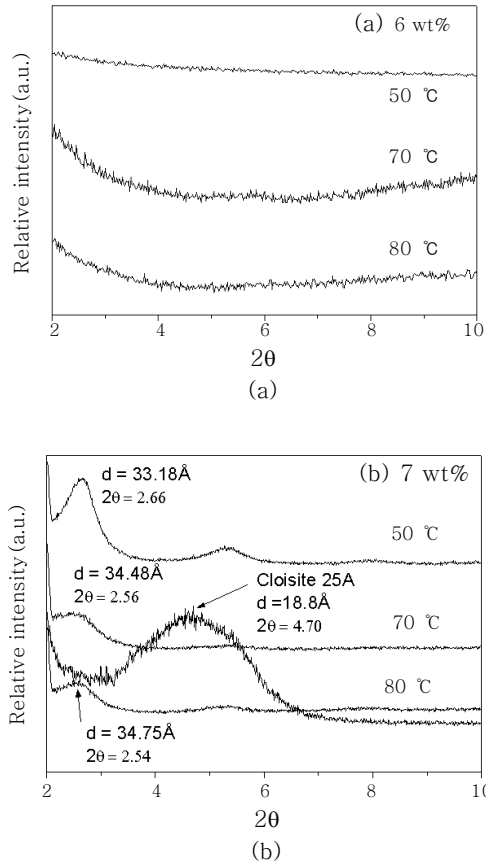 (a) 6 wt%
50 ℃
70 ℃
80 ℃
Relative intensity(a.u.)
2 4 6 8 10
2θ
(a)
(b) 7 wt%
d = 33.18Å
2θ = 2.66
50 ℃
d = 34.48Å
2θ = 2.56
Cloisite 25A
d =18.8Å
2θ = 4.70
70 ℃
80 ℃
d = 34.75Å
2θ = 2.54
Relative intensity(a.u.)
2 4 6 8 10
2θ
(b)